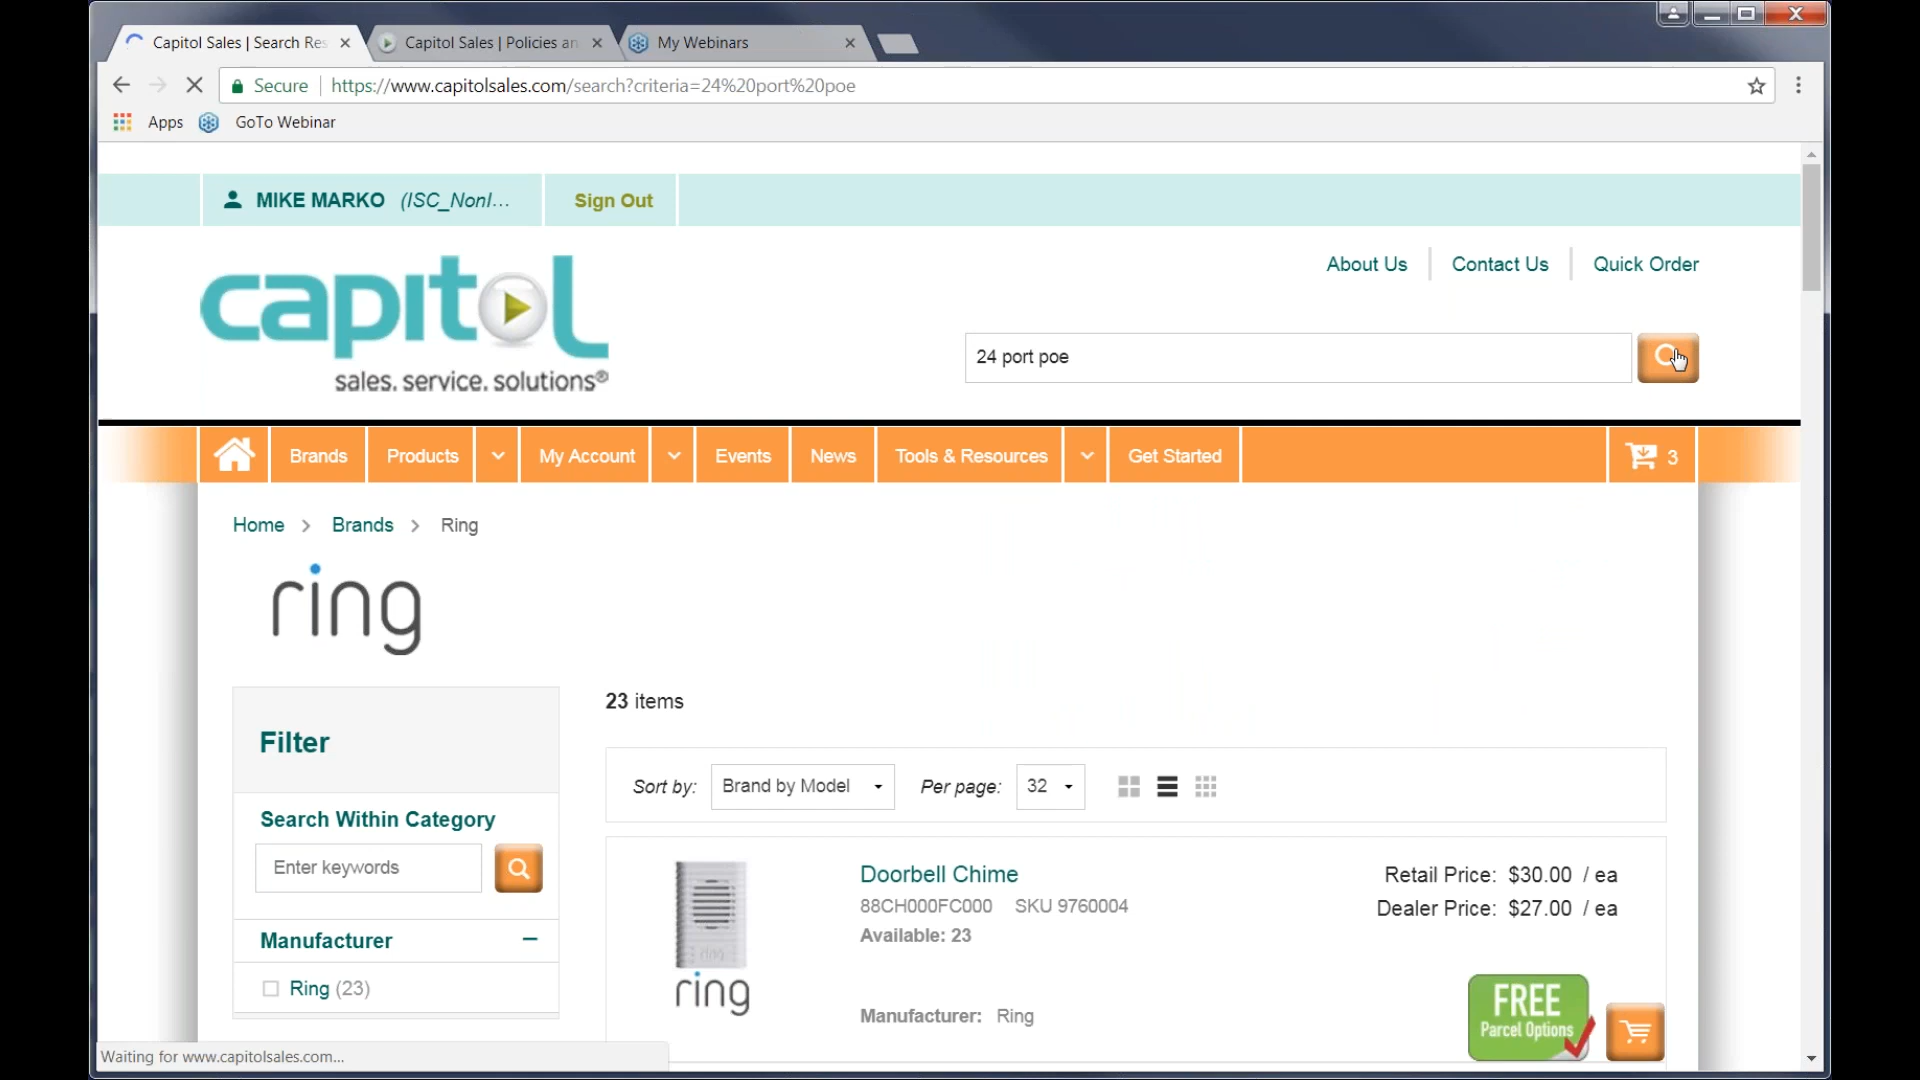 Capitol Sales | Search Res
Capitol Sales | Policies an
My Webinars
Secure https://www.capitolsales.com/search?criteria=24%20port%20poe
Apps GoTo Webinar
MIKE MARKO (ISC_NonI... Sign Out
About Us Contact Us Quick Order
capitol
sales. service. solutions®
24 port poe
Brands Products My Account Events News Tools & Resources Get Started 3
Home > Brands > Ring
ring
23 items
Filter
Sort by: Brand by Model Per page: 32
Search Within Category
Enter keywords
Manufacturer
Ring (23)
ring
ring
Doorbell Chime
88CH000FC000 SKU 9760004
Available: 23
Manufacturer: Ring
Retail Price: $30.00 / ea
Dealer Price: $27.00 / ea
FREE
Parcel Options
Waiting for www.capitolsales.com...